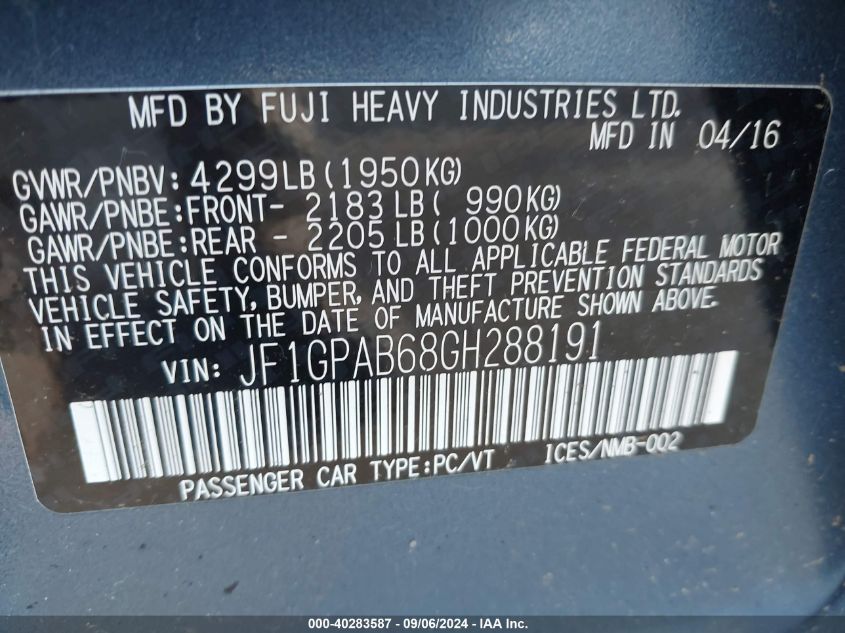 MFD BY FUJI HEAVY INDUSTRIES LTD.
MFD IN 04/16
GVWR/PNBV: 4299LB(1950KG)
GAWR/PNBE:FRONT- 2183 LB( 990KG)
GAWR/PNBE:REAR - 2205 LB(1000KG)
THIS VEHICLE CONFORMS TO ALL APPLICABLE FEDERAL MOTOR
VEHICLE SAFETY, BUMPER, AND THEFT PREVENTION STANDARDS
IN EFFECT ON THE DATE OF MANUFACTURE SHOWN ABOVE.
VIN: JF1GPAB68GH288191
PASSENGER CAR TYPE:PC/VT ICES/NMB-002
000-40283587 - 09/06/2024 - IAA Inc.